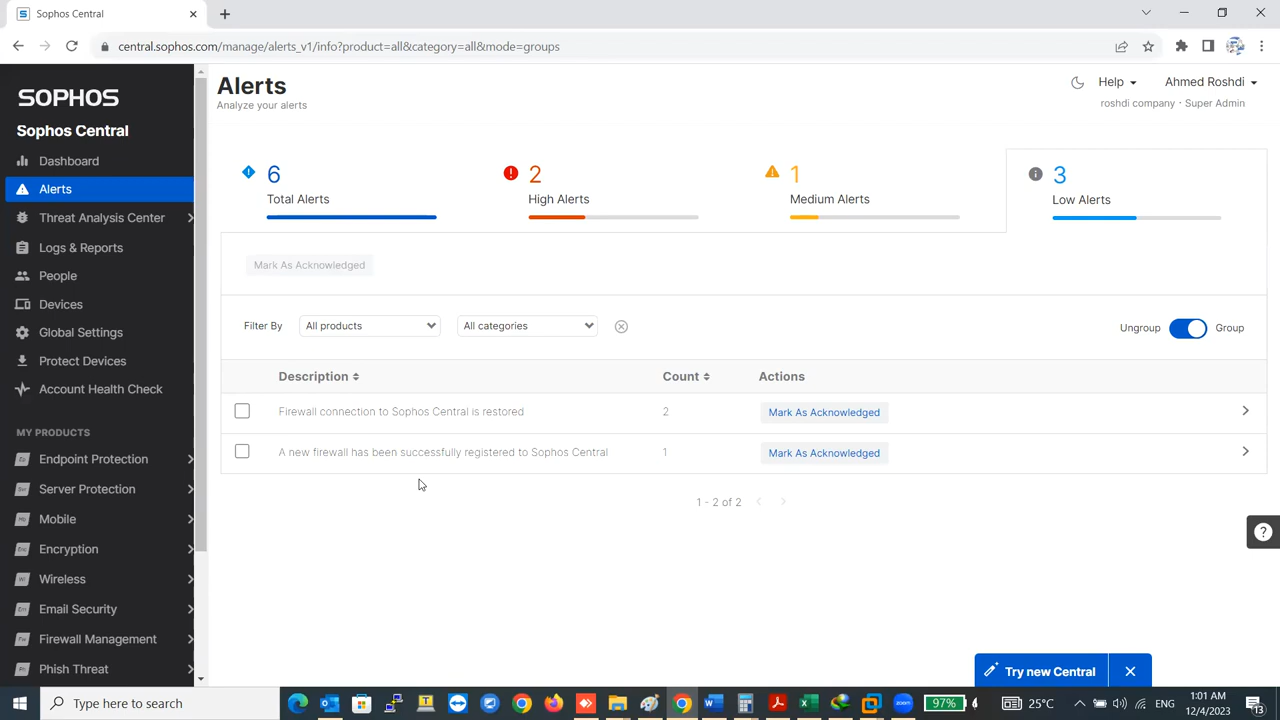 Sophos Central
central.sophos.com/manage/alerts_v1/info?product=all&category=all&mode=groups
SOPHOS
Sophos Central
Dashboard
Alerts
Threat Analysis Center
Logs & Reports
People
Devices
Global Settings
Protect Devices
Account Health Check
MY PRODUCTS
Endpoint Protection
Server Protection
Mobile
Encryption
Wireless
Email Security
Firewall Management
Phish Threat
Alerts
Analyze your alerts
Help
Ahmed Roshdi
roshdi company · Super Admin
6
Total Alerts
2
High Alerts
1
Medium Alerts
3
Low Alerts
Mark As Acknowledged
Filter By All products All categories
Ungroup Group
Description Count Actions
Firewall connection to Sophos Central is restored 2 Mark As Acknowledged
A new firewall has been successfully registered to Sophos Central 1 Mark As Acknowledged
1 - 2 of 2
Try new Central
Type here to search
zoom
97%
25°C
ENG
1:01 AM
12/4/2023
13